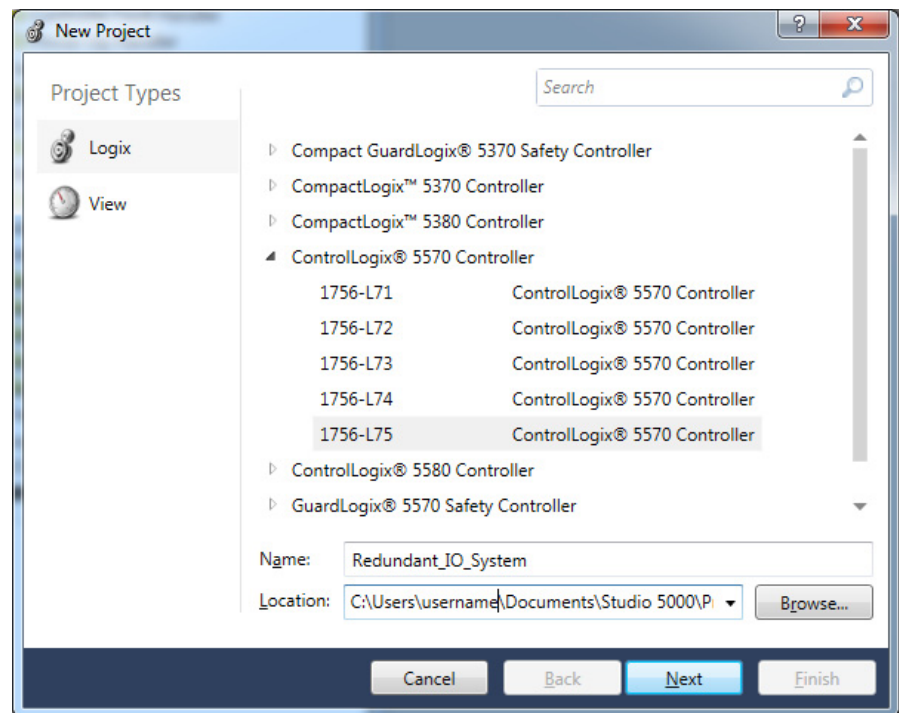 New Project
Project Types
Search
Logix
View
Compact GuardLogix® 5370 Safety Controller
CompactLogix™ 5370 Controller
CompactLogix™ 5380 Controller
ControlLogix® 5570 Controller
1756-L71 ControlLogix® 5570 Controller
1756-L72 ControlLogix® 5570 Controller
1756-L73 ControlLogix® 5570 Controller
1756-L74 ControlLogix® 5570 Controller
1756-L75 ControlLogix® 5570 Controller
ControlLogix® 5580 Controller
GuardLogix® 5570 Safety Controller
Name: Redundant_IO_System
Location: C:\Users\username\Documents\Studio 5000\P Browse...
Cancel Back Next Finish